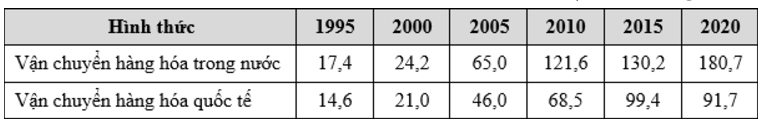 Hình thức 1995 2000 2005 2010 2015 2020
Vận chuyển hàng hóa trong nước 17,4 24,2 65,0 121,6 130,2 180,7
Vận chuyển hàng hóa quốc tế 14,6 21,0 46,0 68,5 99,4 91,7